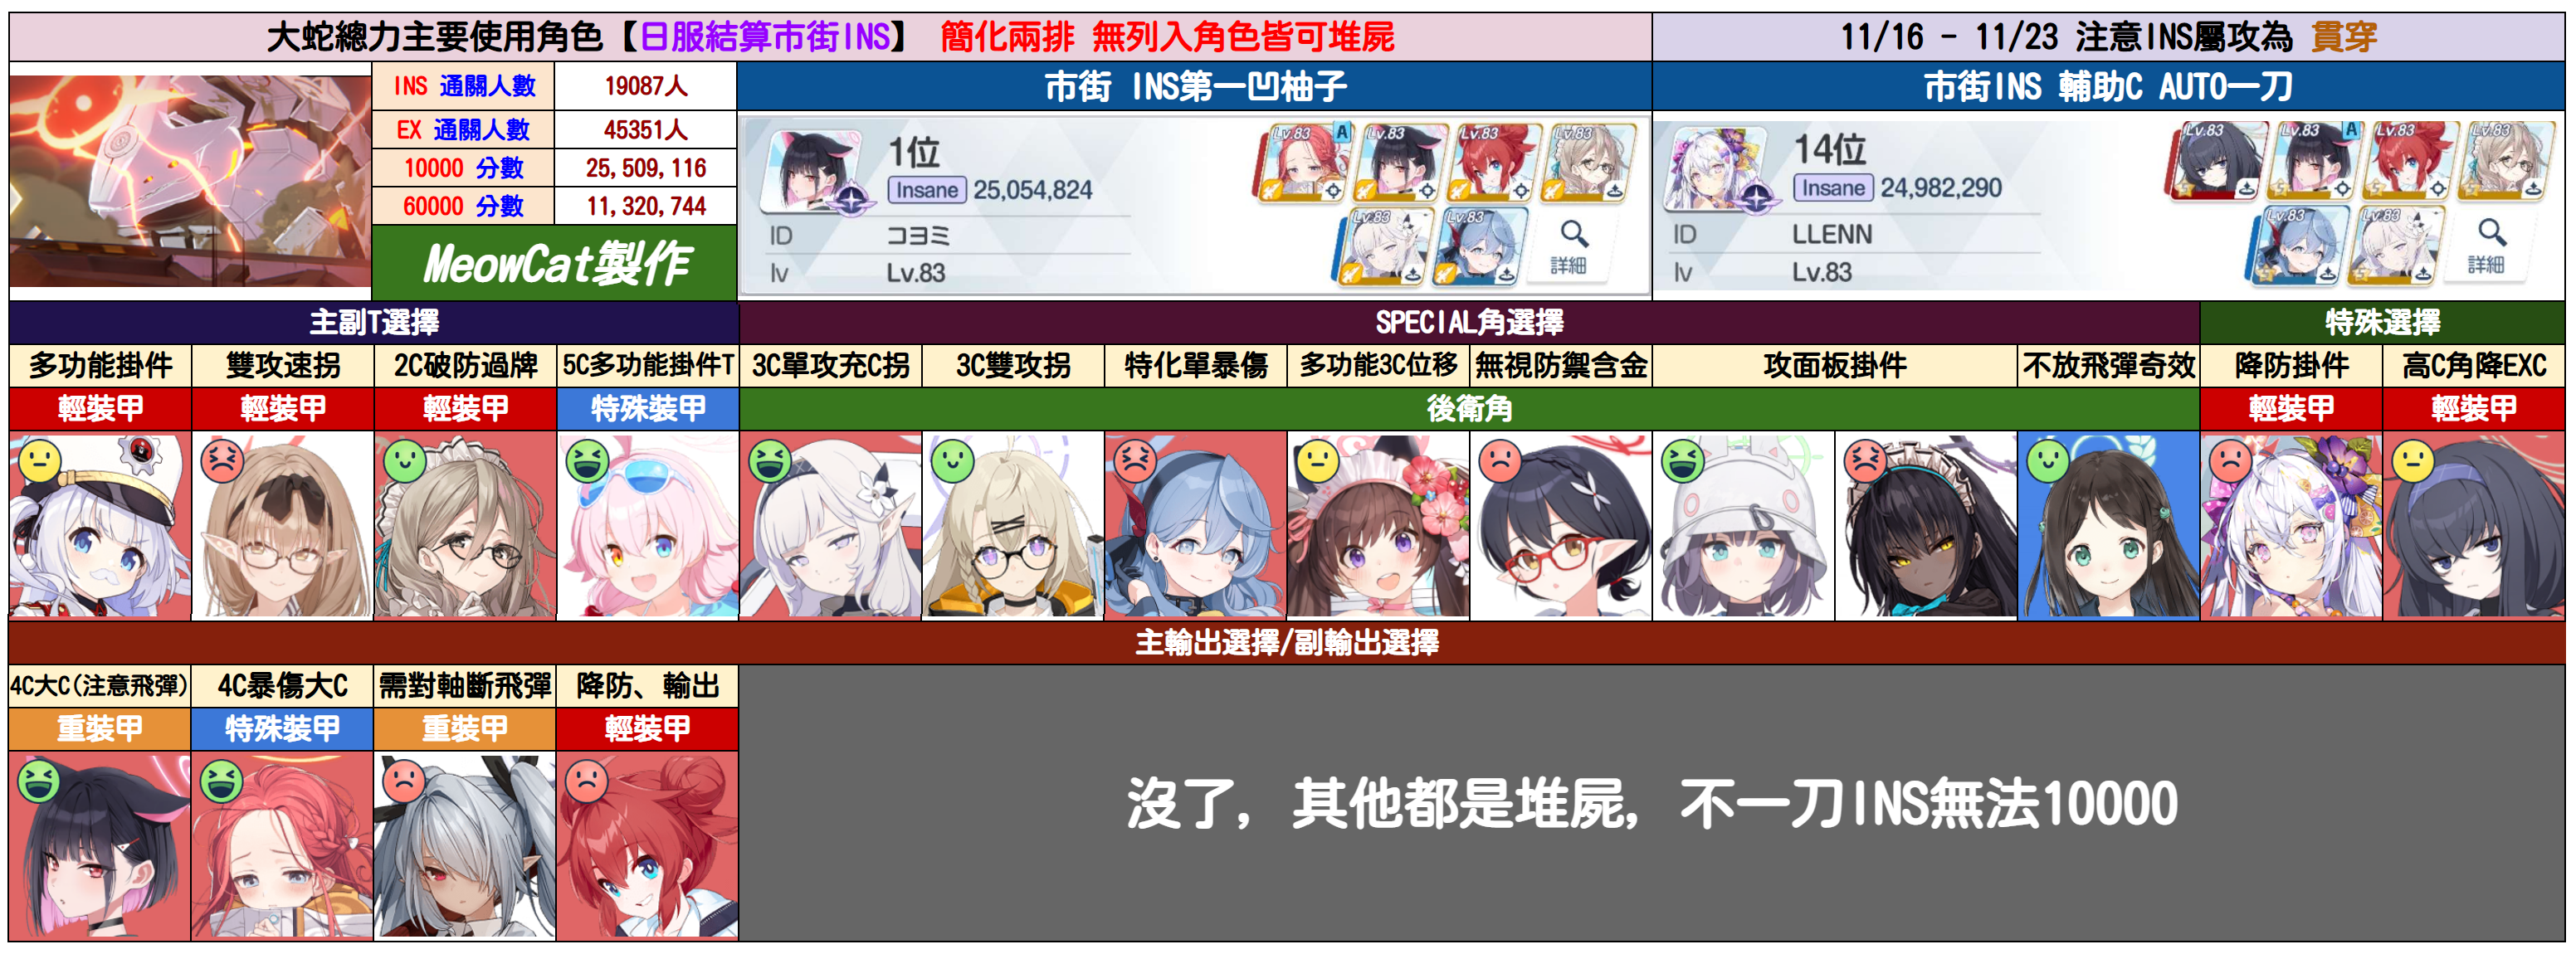 大蛇總力主要使用角色【日服結算市街INS】 簡化兩排 無列入角色皆可堆屍
11/16 - 11/23 注意INS屬攻為 貫穿
INS 通關人數 19087人
EX 通關人數 45351人
10000 分數 25,509,116
60000 分數 11,320,744
MeowCat製作
市街 INS第一凹柚子
1位
Insane 25,054,824
ID コヨミ
lv Lv.83
Lv.83 A Lv.83 Lv.83 Lv.83
Lv.83 Lv.83
詳細
市街INS 輔助C AUTO一刀
14位
Insane 24,982,290
ID LLENN
lv Lv.83
Lv.83 Lv.83 A Lv.83 Lv.83
Lv.83 Lv.83
詳細
主副T選擇 SPECIAL角選擇 特殊選擇
多功能掛件 雙攻速拐 2C破防過牌 5C多功能掛件T 3C單攻充C拐 3C雙攻拐 特化單暴傷 多功能3C位移 無視防禦含金 攻面板掛件 不放飛彈奇效 降防掛件 高C角降EXC
輕裝甲 輕裝甲 輕裝甲 特殊裝甲 後衛角 輕裝甲 輕裝甲
主輸出選擇/副輸出選擇
4C大C(注意飛彈) 4C暴傷大C 需對軸斷飛彈 降防、輸出
重裝甲 特殊裝甲 重裝甲 輕裝甲
沒了, 其他都是堆屍, 不一刀INS無法10000